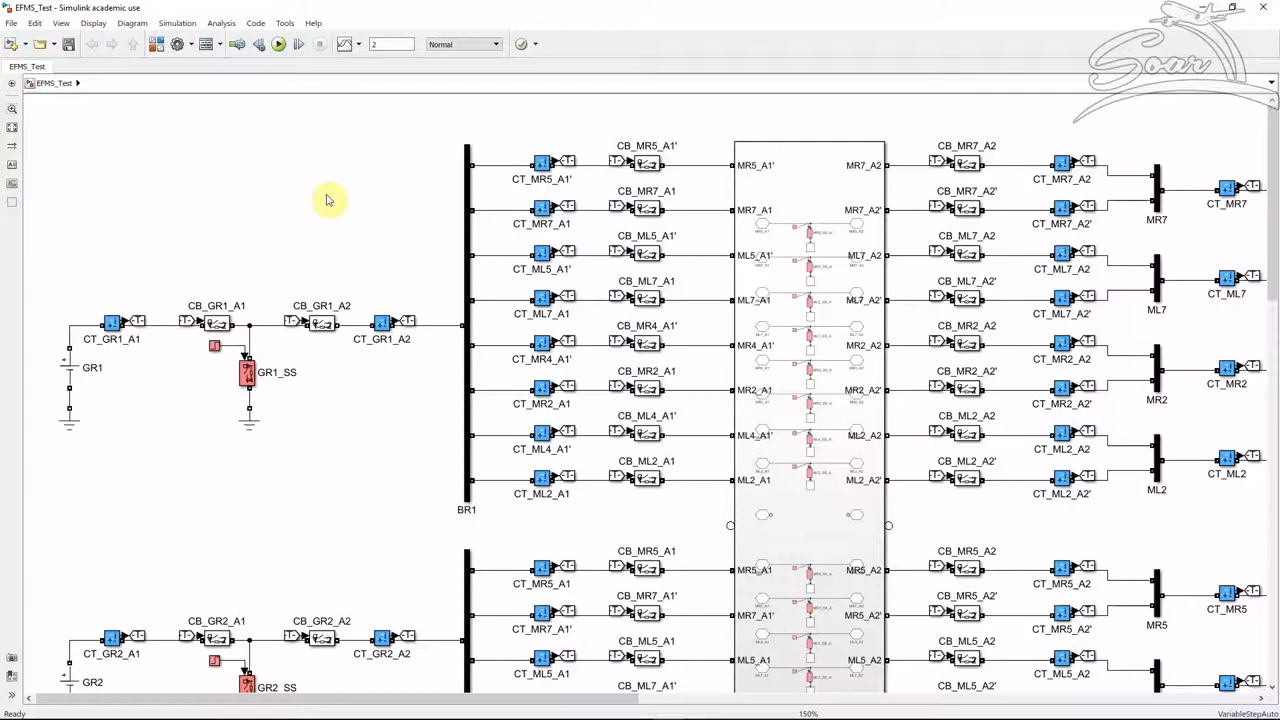 EFMS_Test - Simulink academic use
File Edit View Display Diagram Simulation Analysis Code Tools Help
2 Normal
Soar
EFMS_Test
EFMS_Test
CB_MR5_A1' CB_MR7_A2
MR5_A1' MR7_A2
CT_MR5_A1' CT_MR7_A2
CB_MR7_A1 CB_MR7_A2'
CT_MR7
MR7_A1 MR7_A2'
MR7
CT_MR7_A1 CT_MR7_A2'
CB_ML5_A1' CB_ML7_A2
ML5_A1' ML7_A2
CT_ML5_A1' CT_ML7_A2
CB_ML7_A1 CB_ML7_A2'
CT_ML7
ML7_A1 ML7_A2'
CB_GR1_A1 CB_GR1_A2
ML7
CT_ML7_A1 CT_ML7_A2'
CB_MR4_A1' CB_MR2_A2
CT_GR1_A1 CT_GR1_A2
MR4_A1' MR2_A2
CT_MR4_A1' CT_MR2_A2
GR1 GR1_SS
CB_MR2_A1 CB_MR2_A2'
CT_MR2
MR2_A1 MR2_A2'
MR2
CT_MR2_A1 CT_MR2_A2'
CB_ML4_A1' CB_ML2_A2
ML4_A1' ML2_A2
CT_ML4_A1' CT_ML2_A2
CB_ML2_A1 CB_ML2_A2'
CT_ML2
ML2_A1 ML2_A2'
ML2
CT_ML2_A1 CT_ML2_A2'
BR1
CB_MR5_A1 CB_MR5_A2
MR5_A1 MR5_A2
CT_MR5_A1 CT_MR5_A2
CB_MR7_A1' CB_MR5_A2'
CT_MR5
MR7_A1' MR5_A2'
CB_GR2_A1 CB_GR2_A2
MR5
CT_MR7_A1' CT_MR5_A2'
CB_ML5_A1 CB_ML5_A2
CT_GR2_A1 CT_GR2_A2
ML5_A1 ML5_A2
CT_ML5_A1 CT_ML5_A2
GR2 GR2_SS
CB_ML7_A1' CB_ML5_A2'
Ready 150% VariableStepAuto